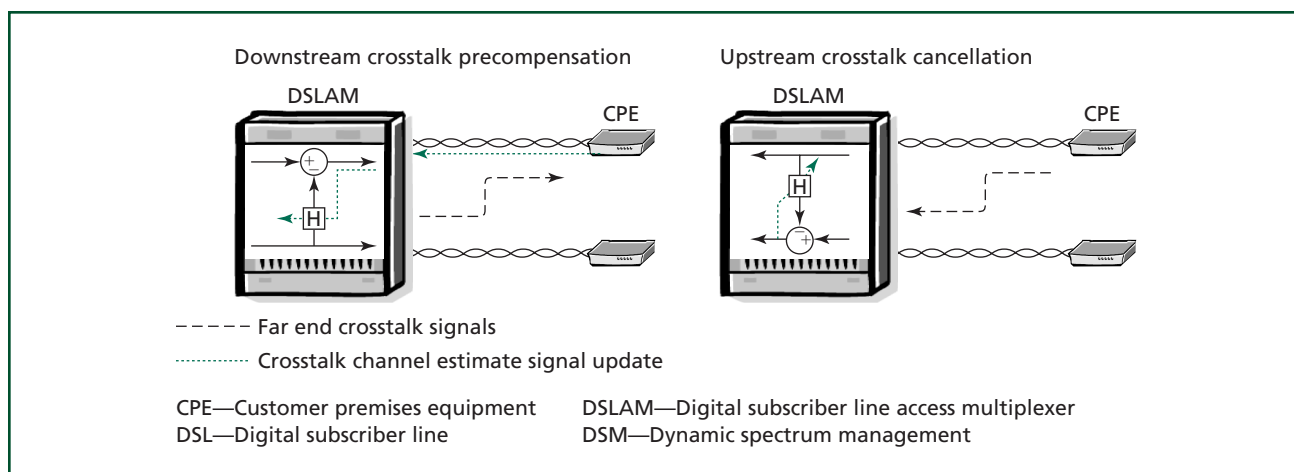 Downstream crosstalk precompensation
Upstream crosstalk cancellation
DSLAM
CPE
DSLAM
CPE
+
−
H
H
−
+
Far end crosstalk signals
Crosstalk channel estimate signal update
CPE—Customer premises equipment
DSL—Digital subscriber line
DSLAM—Digital subscriber line access multiplexer
DSM—Dynamic spectrum management